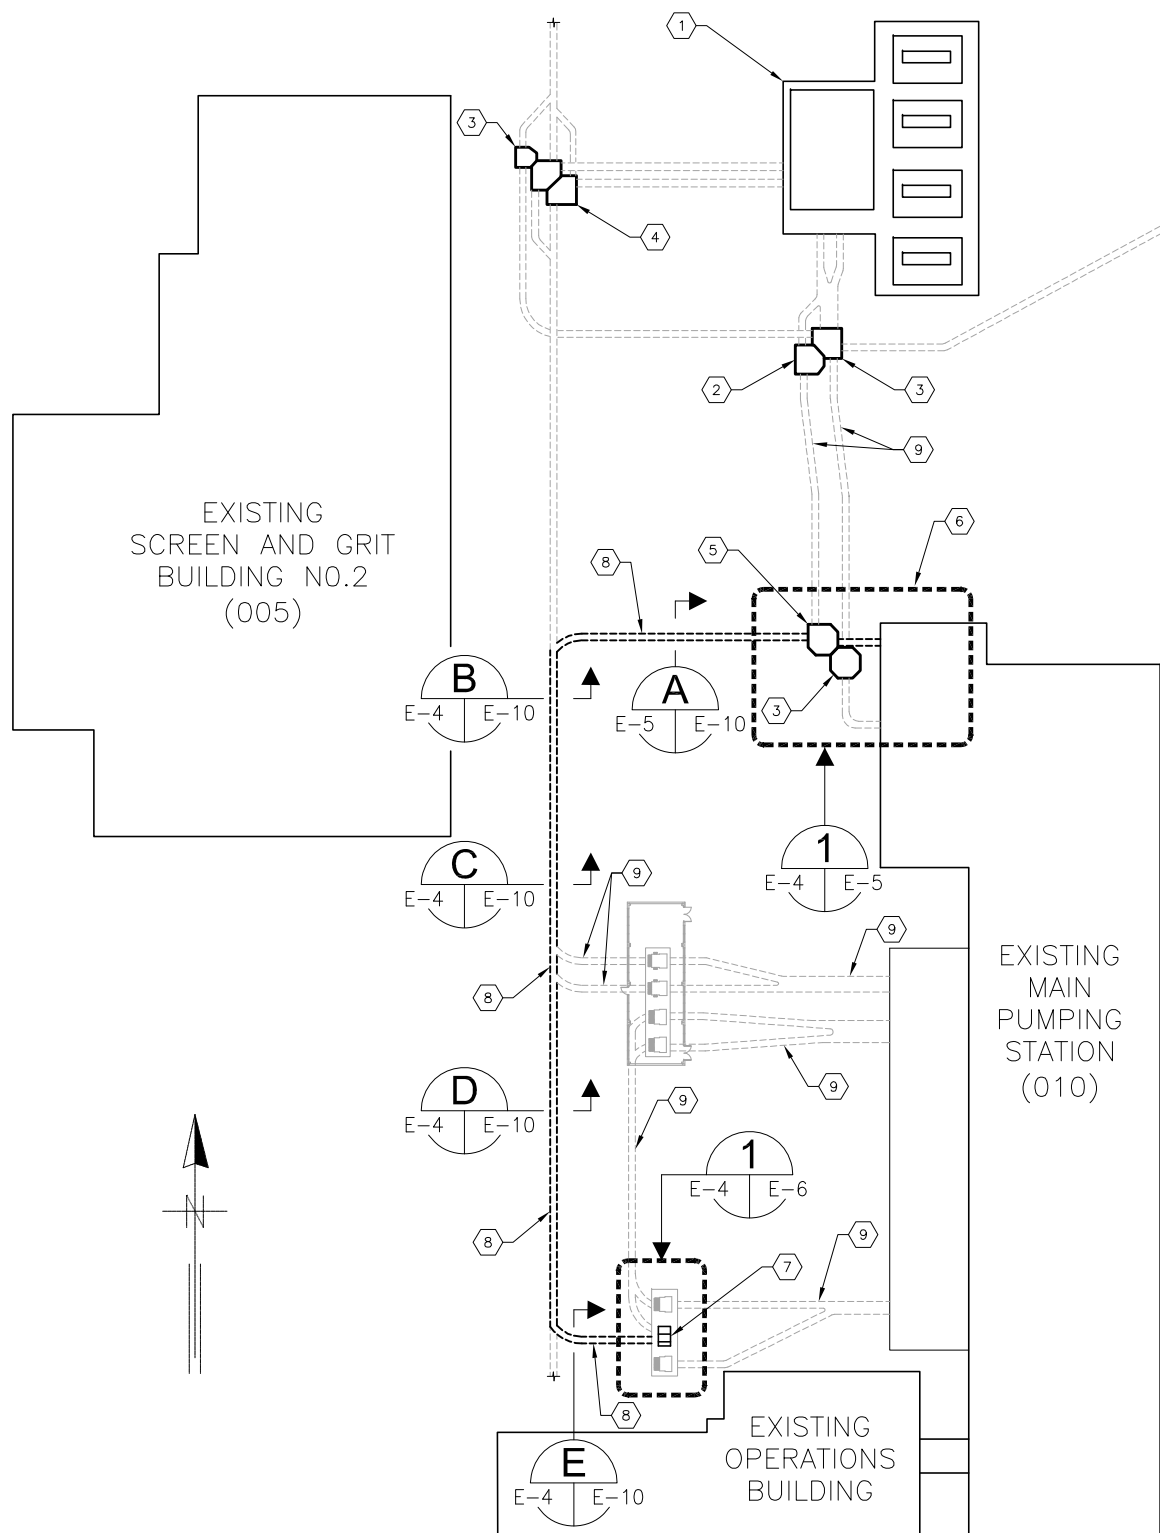 1
3
4
2
3
9
EXISTING
SCREEN AND GRIT
BUILDING NO.2
(005)
6
5
8
3
B
E-4 E-10
A
E-5 E-10
1
E-4 E-5
C
E-4 E-10
9
9
8
EXISTING
MAIN
PUMPING
STATION
(010)
9
D
E-4 E-10
9
1
E-4 E-6
N
8
9
7
8
EXISTING
OPERATIONS
BUILDING
E
E-4 E-10